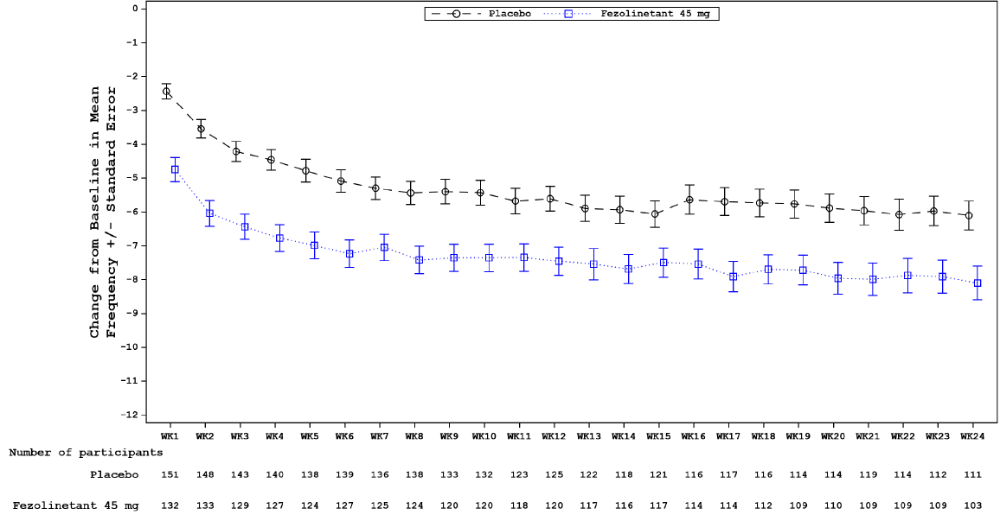 Placebo Fezolinetant 45 mg
Change from Baseline in Mean
Frequency +/- Standard Error
0
-1
-2
-3
-4
-5
-6
-7
-8
-9
-10
-11
-12
WK1 WK2 WK3 WK4 WK5 WK6 WK7 WK8 WK9 WK10 WK11 WK12 WK13 WK14 WK15 WK16 WK17 WK18 WK19 WK20 WK21 WK22 WK23 WK24
Number of participants
Placebo 151 148 143 140 138 139 136 138 133 132 123 125 122 118 121 116 117 116 114 114 119 114 112 111
Fezolinetant 45 mg 132 133 129 127 124 127 125 124 120 120 118 120 117 116 117 114 114 112 109 110 109 109 109 103